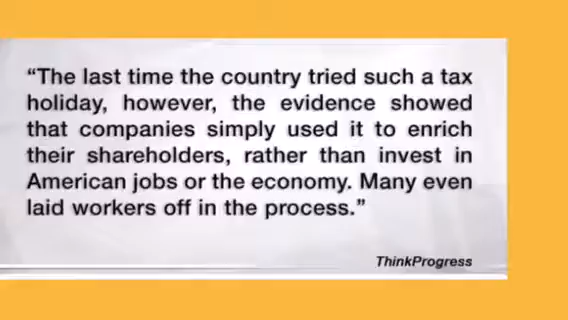 “The last time the country tried such a tax
holiday, however, the evidence showed
that companies simply used it to enrich
their shareholders, rather than invest in
American jobs or the economy. Many even
laid workers off in the process.”
ThinkProgress